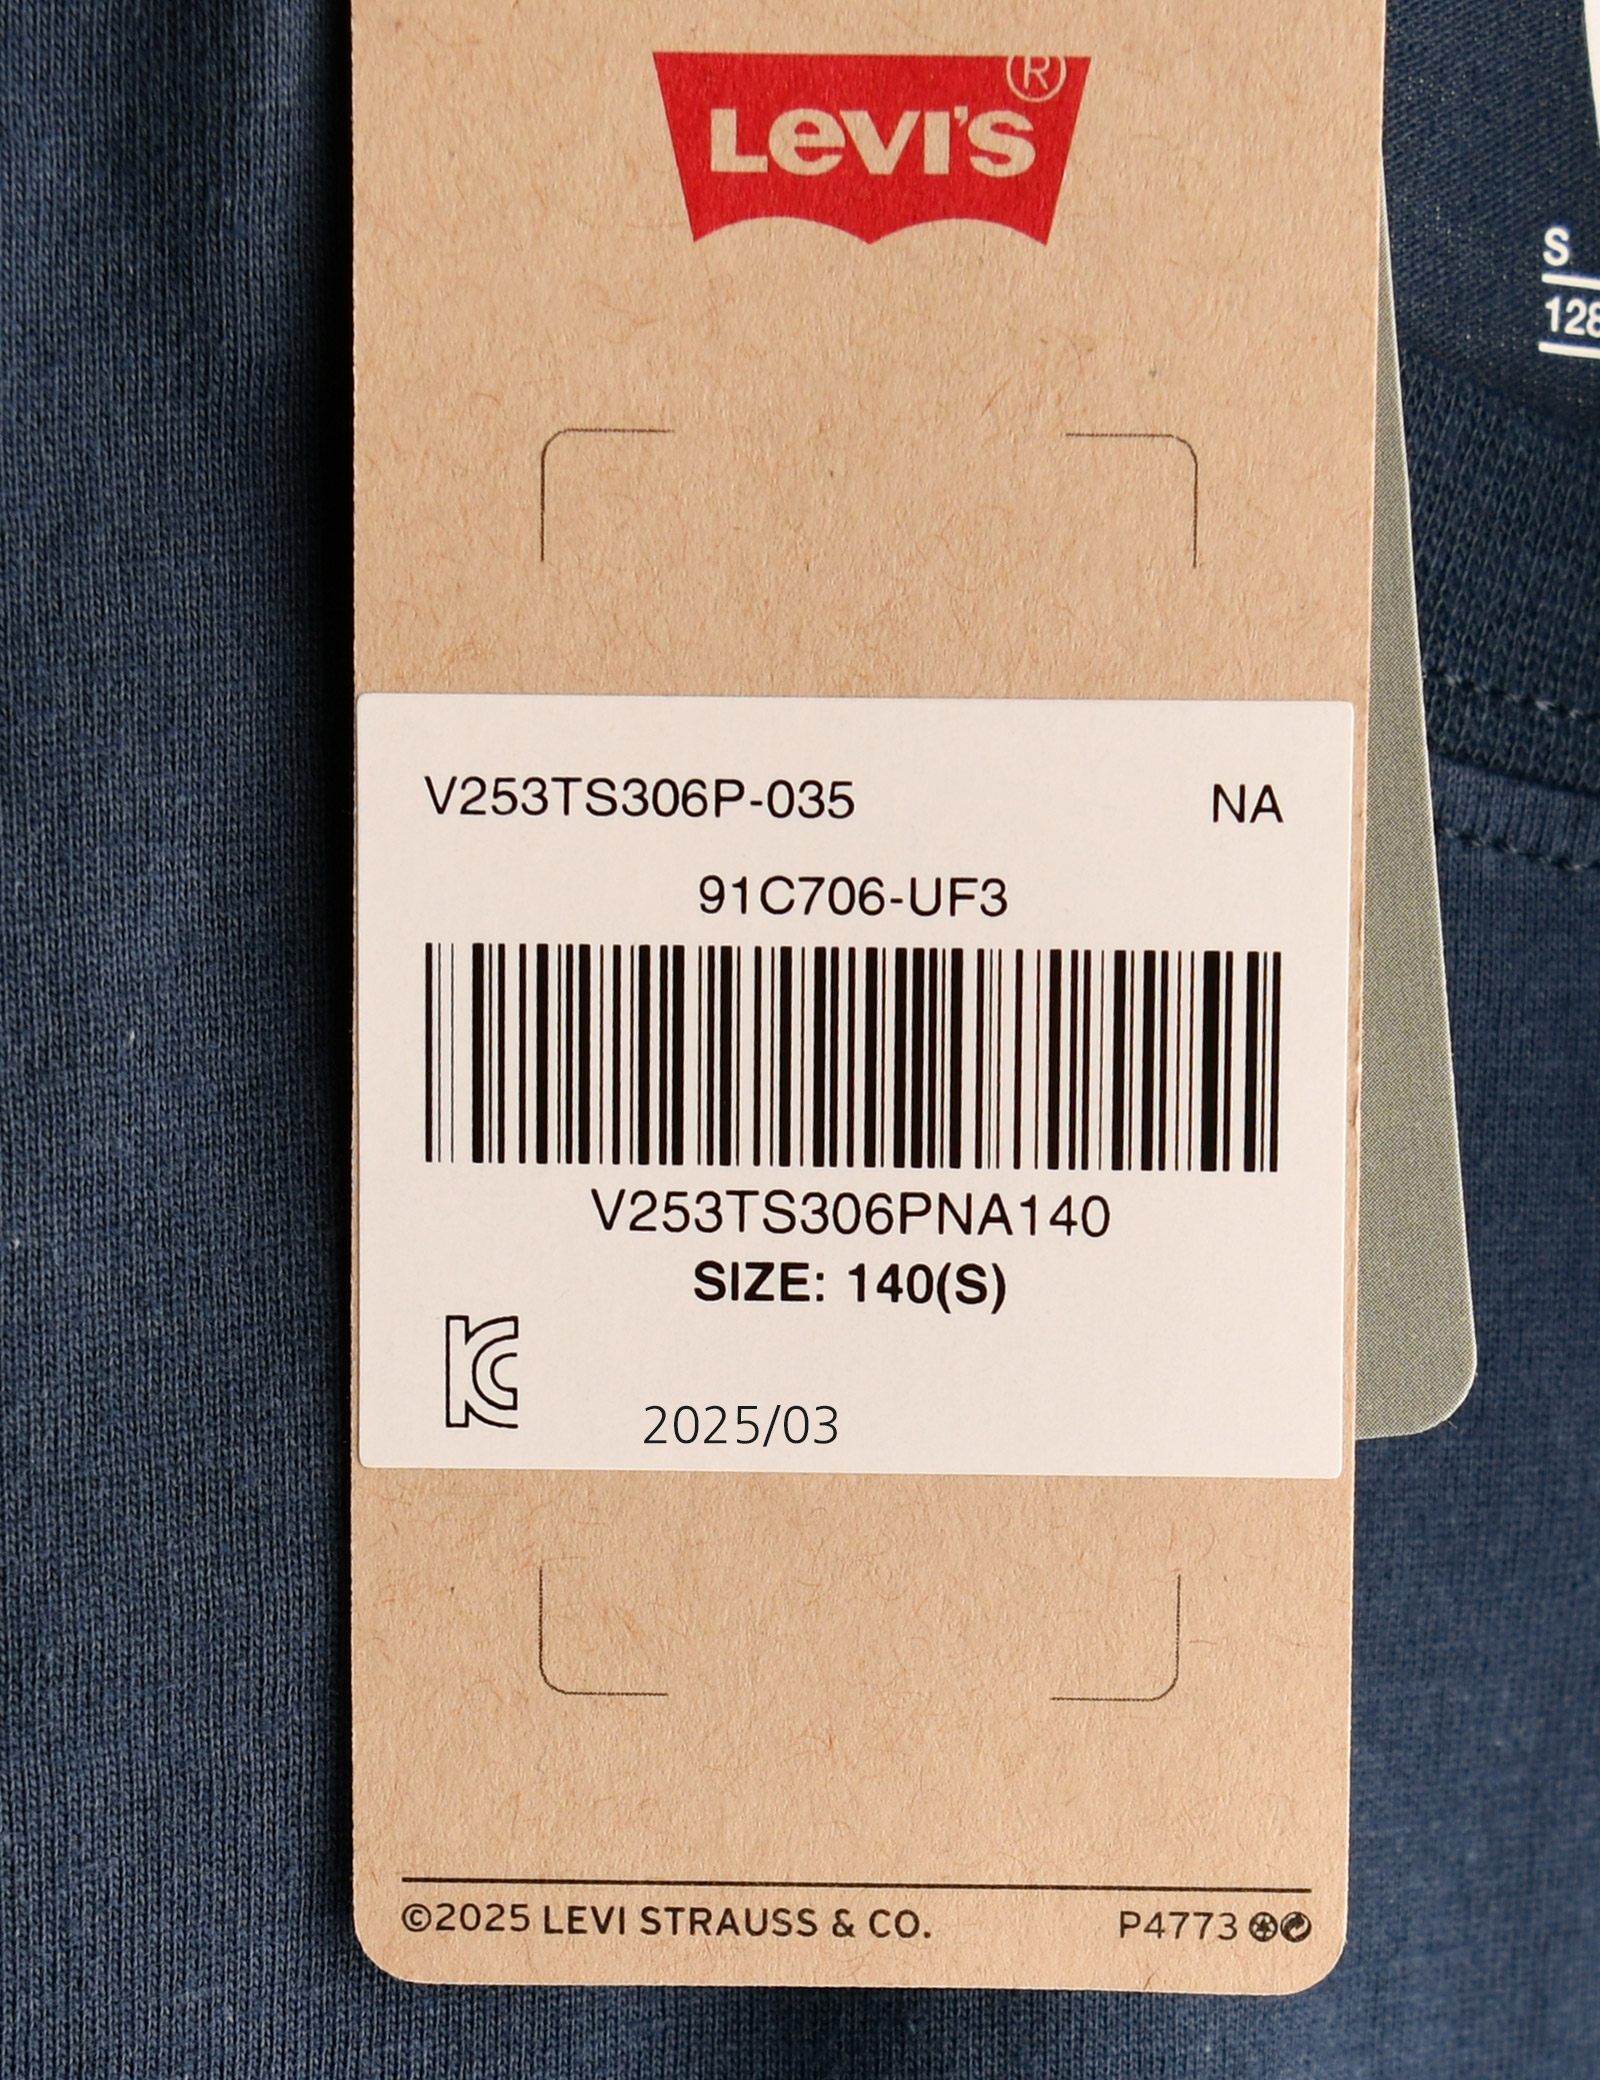 LEVI'S®
S
128
V253TS306P-035 NA
91C706-UF3
V253TS306PNA140
SIZE: 140(S)
2025/03
©2025 LEVI STRAUSS & CO. P4773